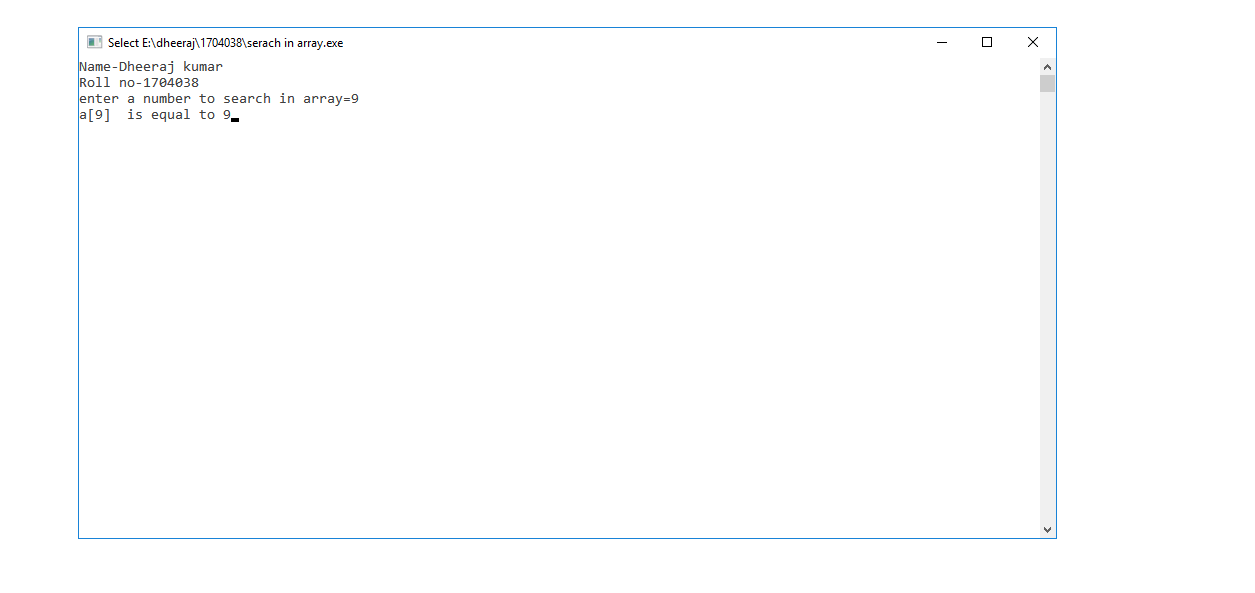 Select E:\dheeraj\1704038\serach in array.exe
Name-Dheeraj kumar
Roll no-1704038
enter a number to search in array=9
a[9]  is equal to 9